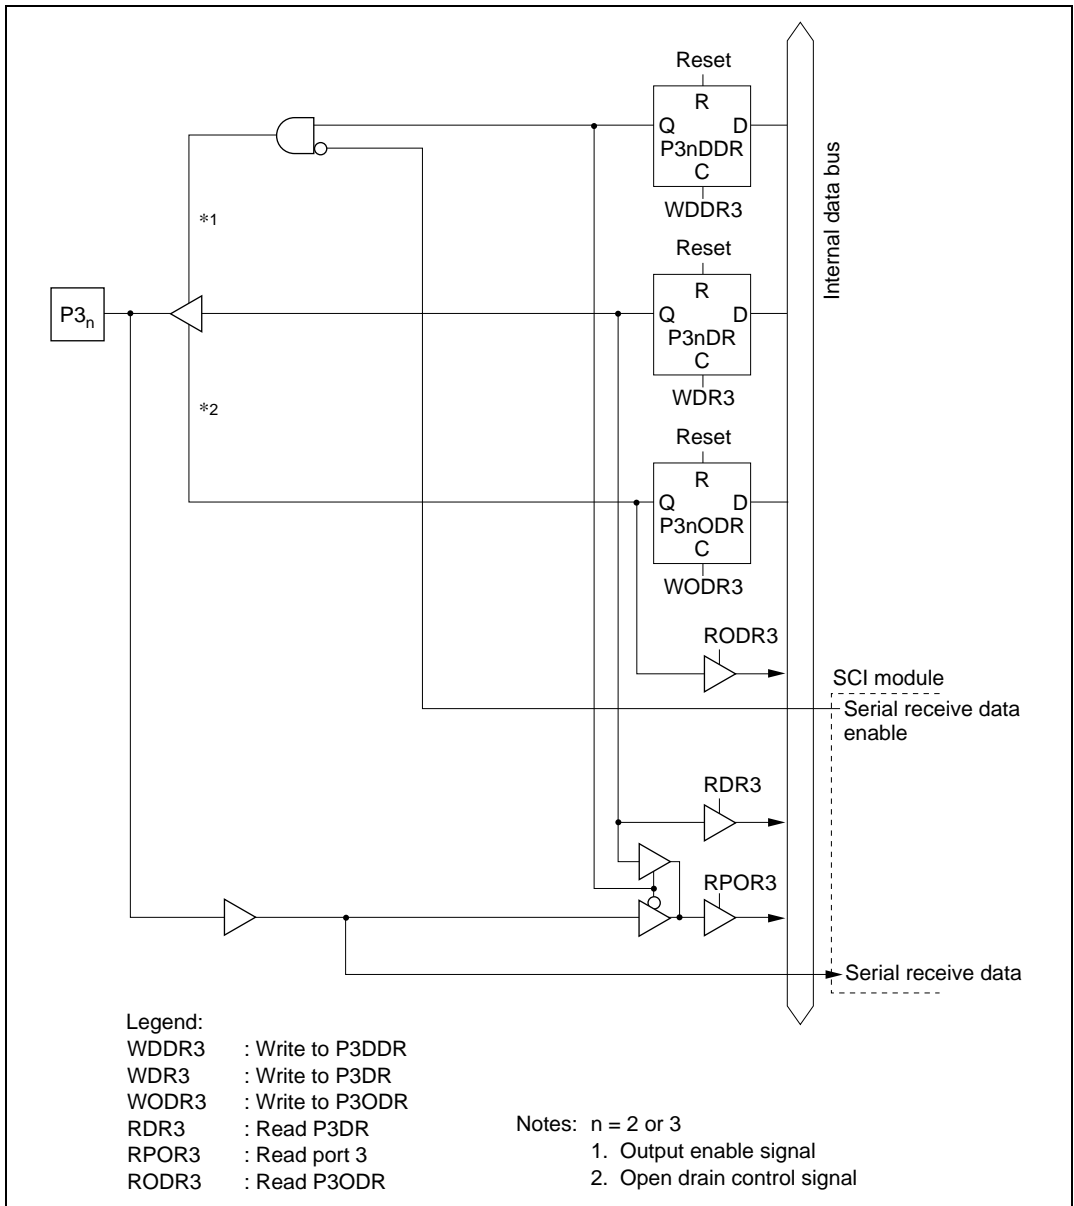 Reset
R
Q D
P3nDDR
C
WDDR3
Internal data bus
*1
Reset
R
P3n
Q D
P3nDR
C
WDR3
*2
Reset
R
Q D
P3nODR
C
WODR3
RODR3
SCI module
Serial receive data
enable
RDR3
RPOR3
Serial receive data
Legend:
WDDR3 : Write to P3DDR
WDR3 : Write to P3DR
WODR3 : Write to P3ODR
RDR3 : Read P3DR
RPOR3 : Read port 3
RODR3 : Read P3ODR
Notes: n = 2 or 3
1. Output enable signal
2. Open drain control signal